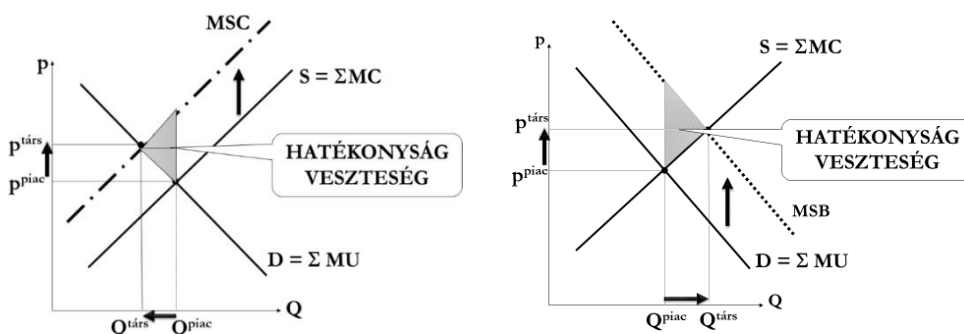 MSC
p
S = ΣMC
p^társ
HATÉKONYSÁG
VESZTESÉG
p^piac
D = Σ MU
Q
Q^társ
Q^piac
p
S = ΣMC
p^társ
HATÉKONYSÁG
VESZTESÉG
p^piac
MSB
D = Σ MU
Q^piac
Q^társ
Q